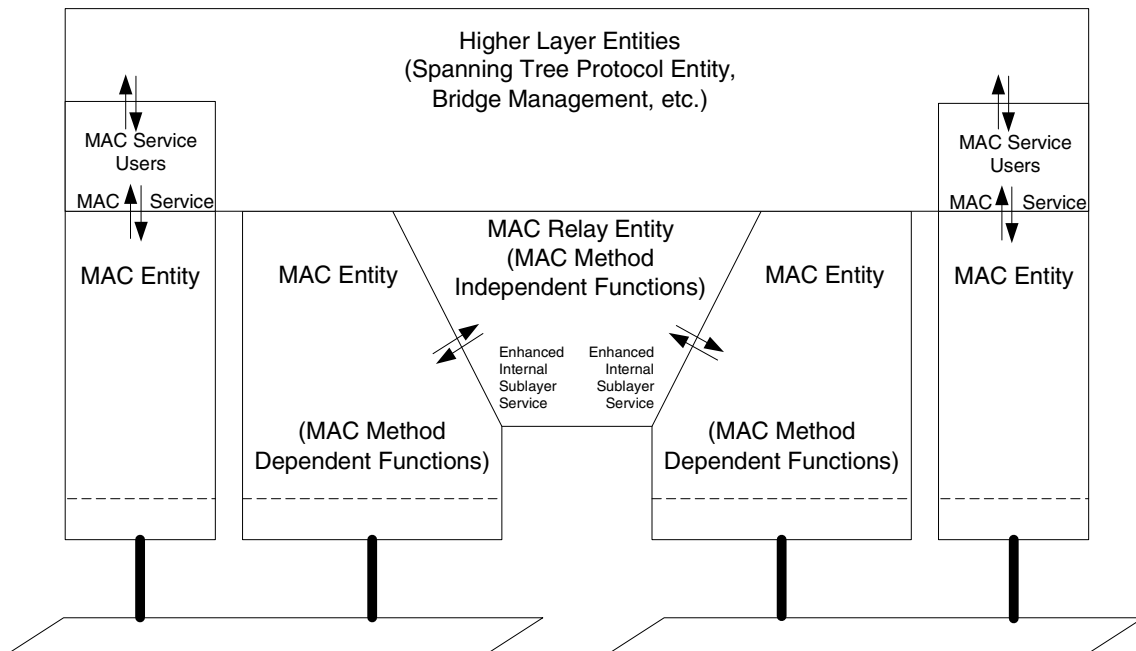 Higher Layer Entities
(Spanning Tree Protocol Entity,
Bridge Management, etc.)
MAC Service
Users
MAC Service
Users
MAC Service
MAC Service
MAC Entity
MAC Entity
MAC Relay Entity
(MAC Method
Independent Functions)
MAC Entity
MAC Entity
Enhanced
Internal
Sublayer
Service
Enhanced
Internal
Sublayer
Service
(MAC Method
Dependent Functions)
(MAC Method
Dependent Functions)